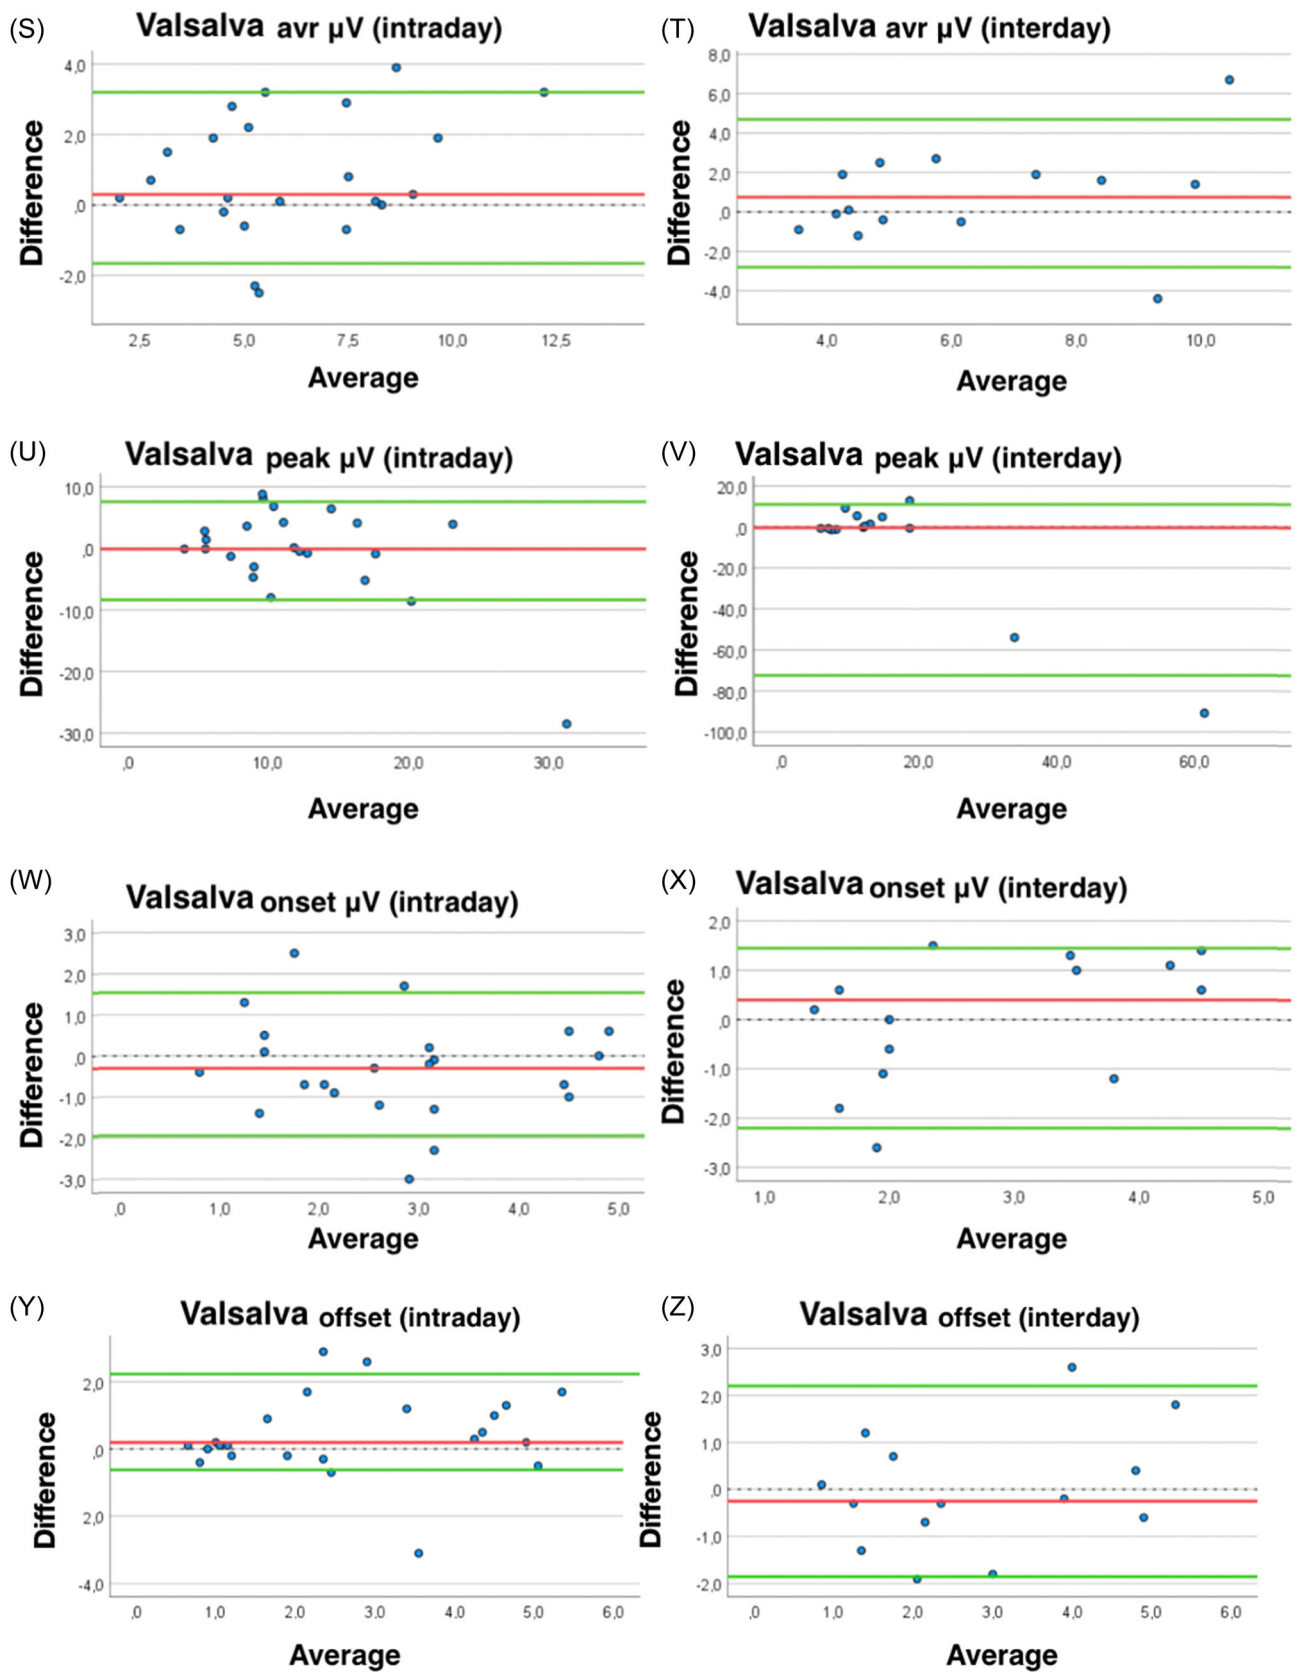 (S) Valsalva avr µV (intraday)
4,0
2,0
,0
-2,0
Difference
2,5 5,0 7,5 10,0 12,5
Average
(T) Valsalva avr µV (interday)
8,0
6,0
4,0
2,0
,0
-2,0
-4,0
Difference
4,0 6,0 8,0 10,0
Average
(U) Valsalva peak µV (intraday)
10,0
,0
-10,0
-20,0
-30,0
Difference
,0 10,0 20,0 30,0
Average
(V) Valsalva peak µV (interday)
20,0
,0
-20,0
-40,0
-60,0
-80,0
-100,0
Difference
,0 20,0 40,0 60,0
Average
(W) Valsalva onset µV (intraday)
3,0
2,0
1,0
,0
-1,0
-2,0
-3,0
Difference
,0 1,0 2,0 3,0 4,0 5,0
Average
(X) Valsalva onset µV (interday)
2,0
1,0
,0
-1,0
-2,0
-3,0
Difference
1,0 2,0 3,0 4,0 5,0
Average
(Y) Valsalva offset (intraday)
2,0
,0
2,0
-4,0
Difference
,0 1,0 2,0 3,0 4,0 5,0 6,0
Average
(Z) Valsalva offset (interday)
3,0
2,0
1,0
,0
-1,0
-2,0
Difference
,0 1,0 2,0 3,0 4,0 5,0 6,0
Average